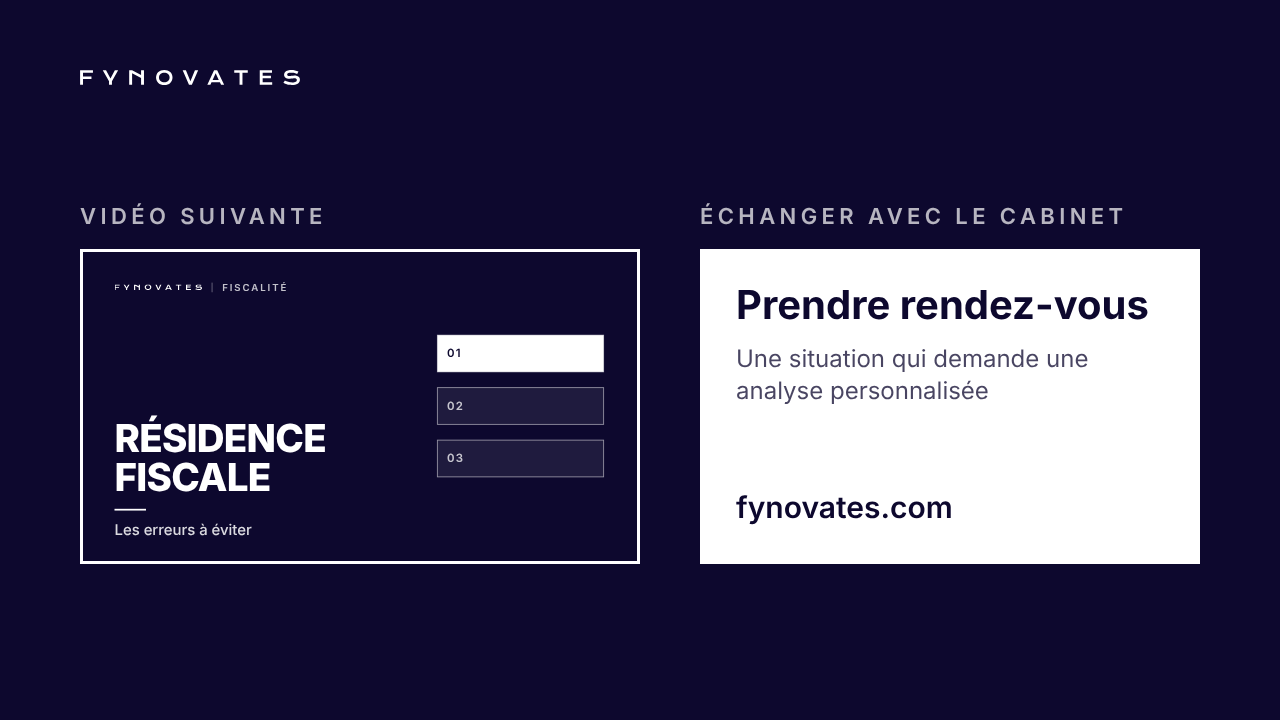 FYNOVATES
VIDÉO SUIVANTE
FYNOVATES | FISCALITÉ
01
02
03
RÉSIDENCE
FISCALE
Les erreurs à éviter
ÉCHANGER AVEC LE CABINET
Prendre rendez-vous
Une situation qui demande une
analyse personnalisée
fynovates.com